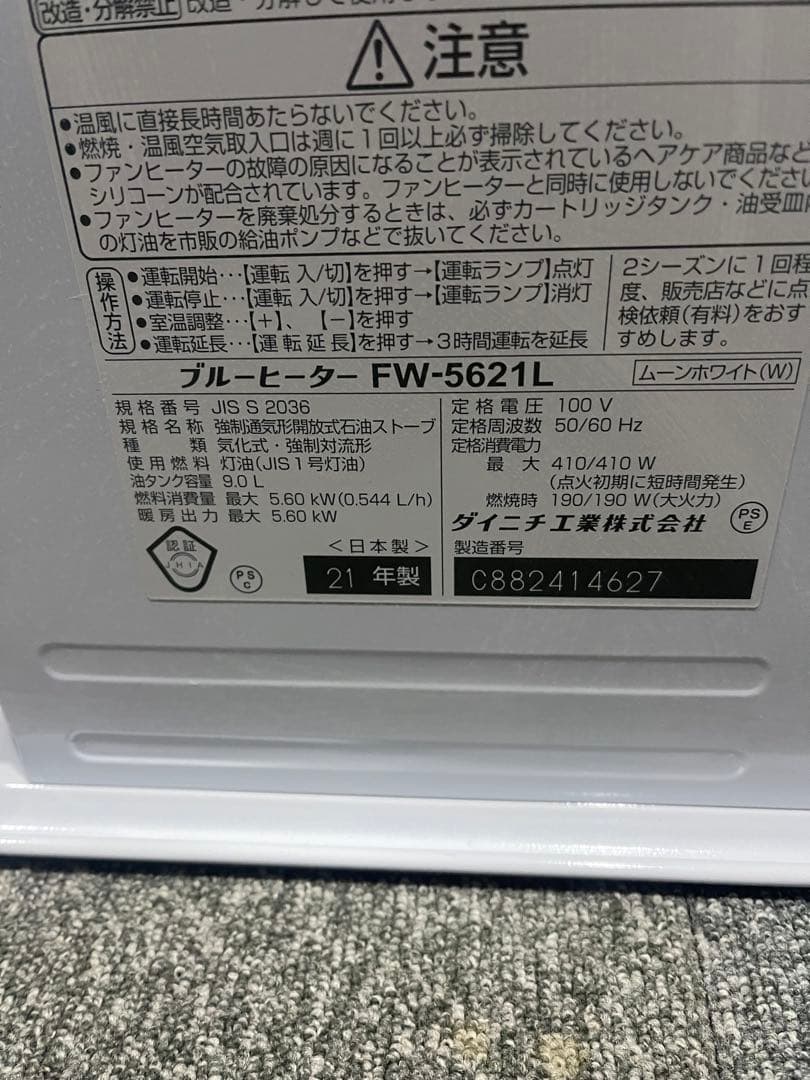 改造・分解禁止 改造・分解して使用し
注意
●温風に直接長時間あたらないでください。
●燃焼・温風空気取入口は週に1回以上必ず掃除してください。
●ファンヒーターの故障の原因になることが表示されているヘアケア商品など
シリコーンが配合されています。ファンヒーターと同時に使用しないでくださ
●ファンヒーターを廃棄処分するときは、必ずカートリッジタンク・油受皿
の灯油を市販の給油ポンプなどで抜いてください。
操作方法
●運転開始…【運転 入/切】を押す→【運転ランプ】点灯
●運転停止…【運転 入/切】を押す→【運転ランプ】消灯
●室温調整…【+】、【−】を押す
●運転延長…【運転延長】を押す→3時間運転を延長
2シーズンに1回程
度、販売店などに点
検依頼(有料)をおす
すめします。
ブルーヒーター FW-5621L
ムーンホワイト(W)
規格番号 JIS S 2036
規格名称 強制通気形開放式石油ストーブ
種類 気化式・強制対流形
使用燃料 灯油(JIS1号灯油)
油タンク容量 9.0 L
燃料消費量 最大 5.60 kW(0.544 L/h)
暖房出力 最大 5.60 kW
定格電圧 100 V
定格周波数 50/60 Hz
定格消費電力
最大 410/410 W
(点火初期に短時間発生)
燃焼時 190/190 W(大火力)
ダイニチ工業株式会社
PS E
認証
JHIA
PS C
<日本製>
21 年製
製造番号
C882414627